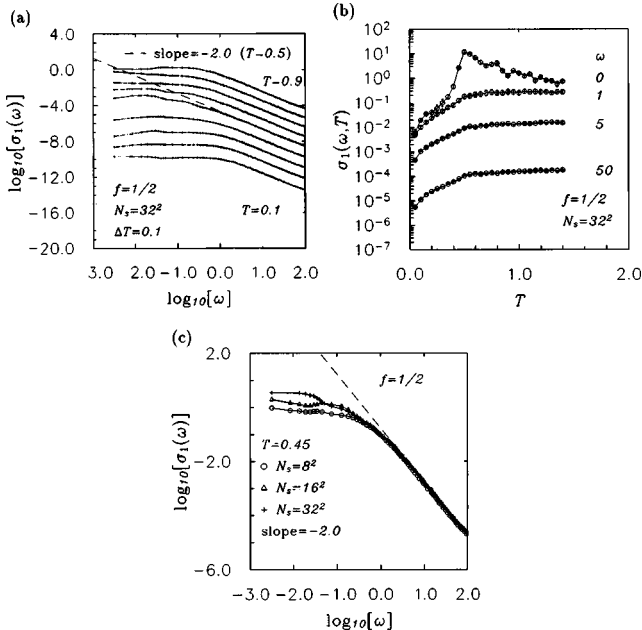 (a)
4.0
0.0
-4.0
-8.0
-12.0
-16.0
-20.0
log10[σ1(ω)]
slope=-2.0 (T-0.5)
T-0.9
f=1/2
Ns=32²
ΔT=0.1
T=0.1
3.0 -2.0 -1.0 0.0 1.0 2.0
log10[ω]
(b)
10²
10¹
10⁰
10⁻¹
10⁻²
10⁻³
10⁻⁴
10⁻⁵
10⁻⁶
10⁻⁷
σ1(ω,T)
ω
0
1
5
50
f=1/2
Ns=32²
0.0 1.0 2.0
T
(c)
2.0
-2.0
-6.0
log10[σ1(ω)]
f=1/2
T=0.45
Ns=8²
Ns-16²
Ns=32²
slope=-2.0
-3.0 -2.0 -1.0 0.0 1.0 2.0
log10[ω]